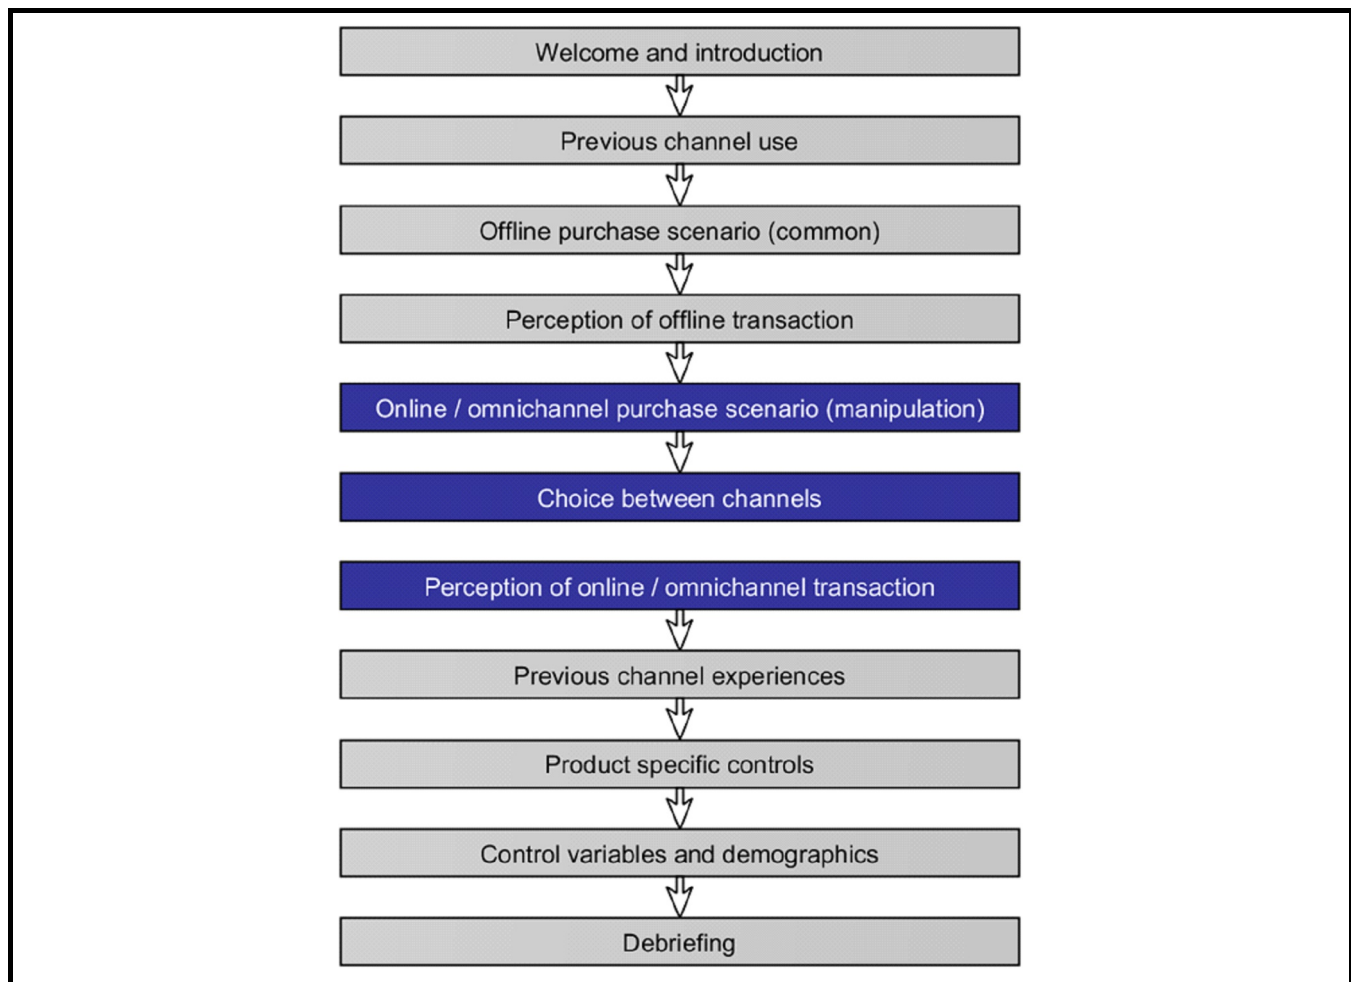 Welcome and introduction
Previous channel use
Offline purchase scenario (common)
Perception of offline transaction
Online / omnichannel purchase scenario (manipulation)
Choice between channels
Perception of online / omnichannel transaction
Previous channel experiences
Product specific controls
Control variables and demographics
Debriefing